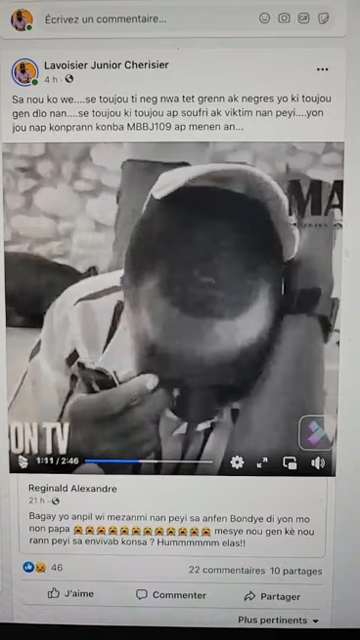 Écrivez un commentaire...
Lavoisier Junior Cherisier
4 h ·
Sa nou ko we....se toujou ti neg nwa tet grenn ak negres yo ki toujou
gen dlo nan....se toujou ki toujou ap soufri ak viktim nan peyi....yon
jou nap konprann konba MBBJ109 ap menen an...
MA
ON TV
1:11 / 2:46
Reginald Alexandre
21 h ·
Bagay yo anpil wi mezanmi nan peyi sa anfen Bondye di yon mo
non papa 😭😭😭😭😭😭😭😭😭😭😭😭 mesye nou gen kè nou
rann peyi sa envivab konsa ? Hummmmmm elas!!
46
22 commentaires 10 partages
J'aime
Commenter
Partager
Plus pertinents